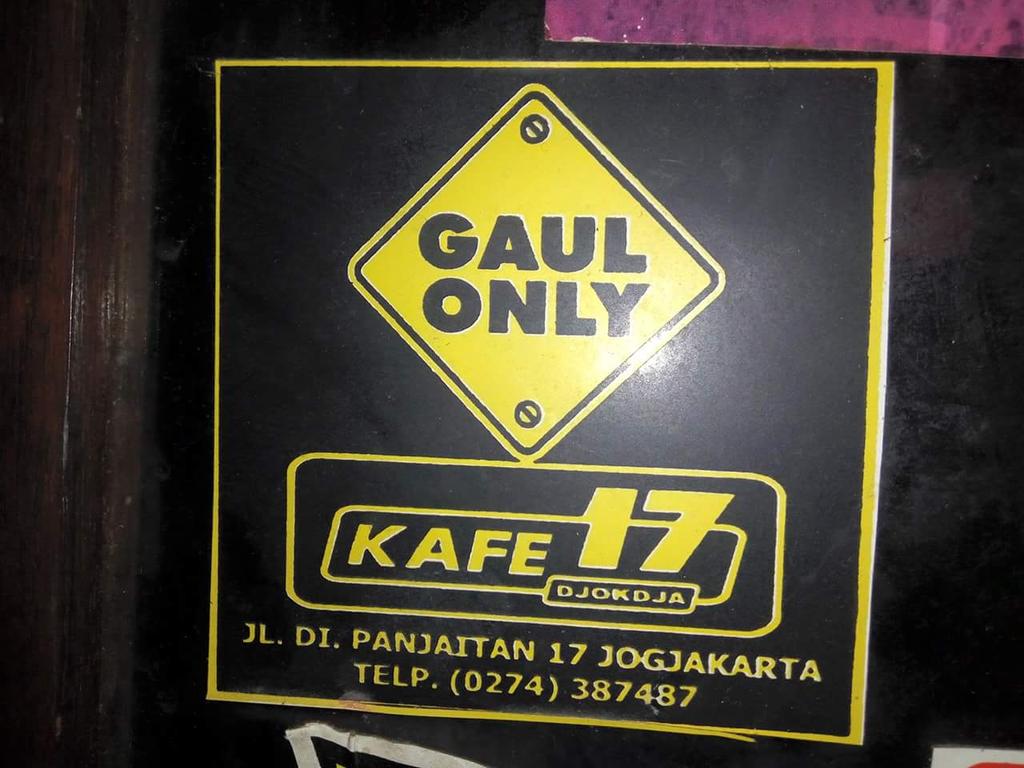 GAUL
ONLY
KAFE 17
DJOKDJA
JL. DI. PANJAITAN 17 JOGJAKARTA
TELP. (0274) 387487